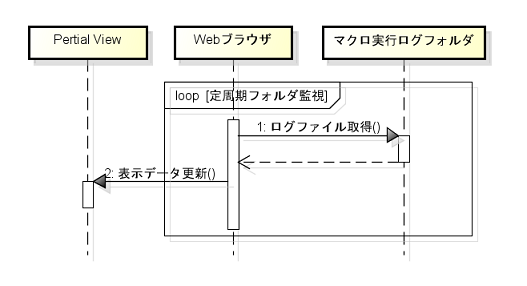 Pertial View
Webブラウザ
マクロ実行ログフォルダ
loop [定周期フォルダ監視]
1: ログファイル取得()
2: 表示データ更新()